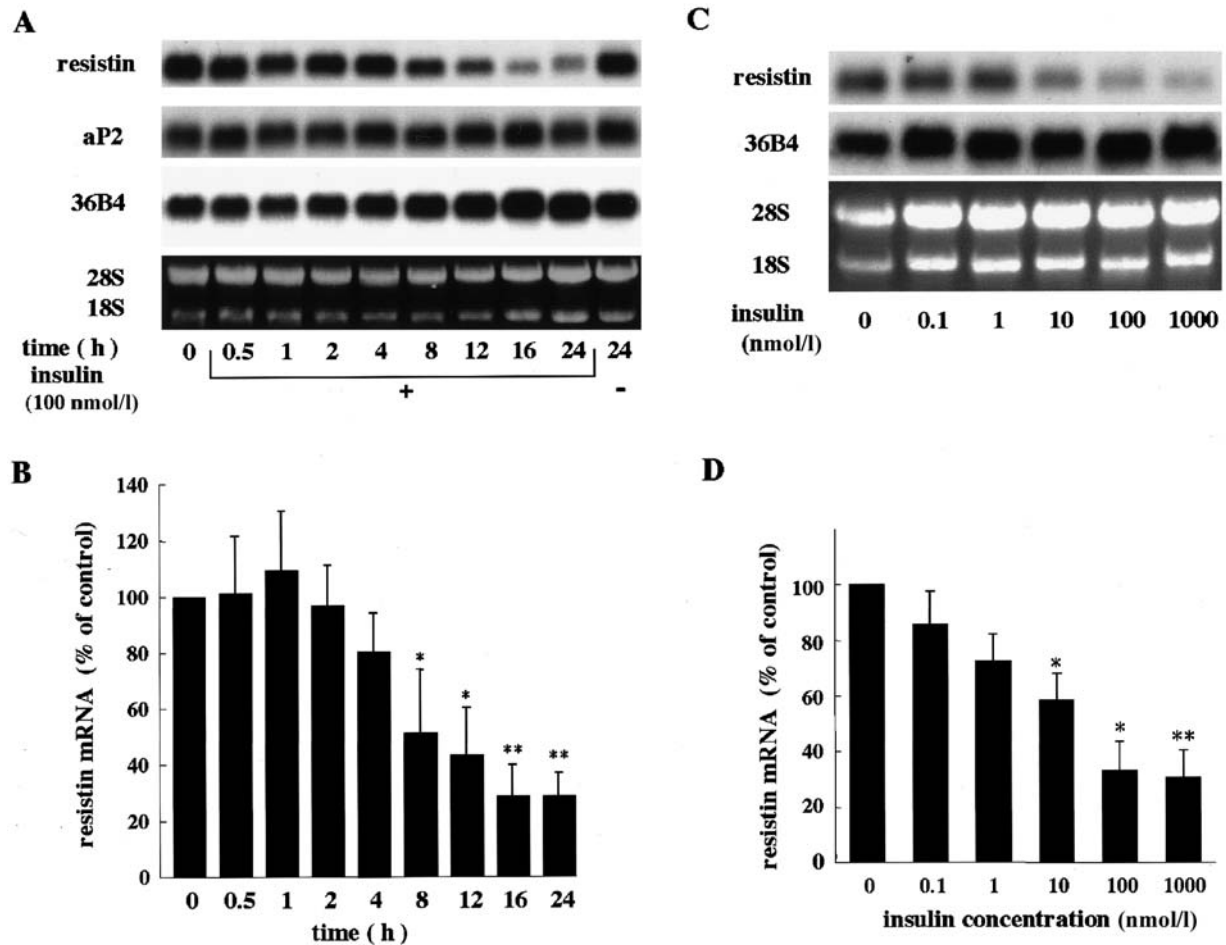 A
resistin
aP2
36B4
28S
18S
time ( h )
0 0.5 1 2 4 8 12 16 24 24
insulin
(100 nmol/l)
+ -
C
resistin
36B4
28S
18S
insulin
(nmol/l)
0 0.1 1 10 100 1000
B
resistin mRNA (% of control)
140
120
100
80
60
40
20
0
* * ** **
0 0.5 1 2 4 8 12 16 24
time ( h )
D
resistin mRNA (% of control)
100
80
60
40
20
0
* * **
0 0.1 1 10 100 1000
insulin concentration (nmol/l)